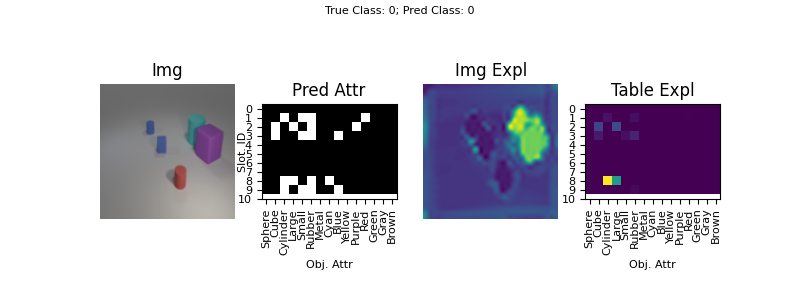 True Class: 0; Pred Class: 0
Img
Pred Attr
Img Expl
Table Expl
Slot. ID
0
1
2
3
4
5
6
7
8
9
10
Sphere
Cube
Cylinder
Large
Small
Rubber
Metal
Cyan
Blue
Yellow
Purple
Red
Green
Gray
Brown
Obj. Attr
0
1
2
3
4
5
6
7
8
9
10
Sphere
Cube
Cylinder
Large
Small
Rubber
Metal
Cyan
Blue
Yellow
Purple
Red
Green
Gray
Brown
Obj. Attr